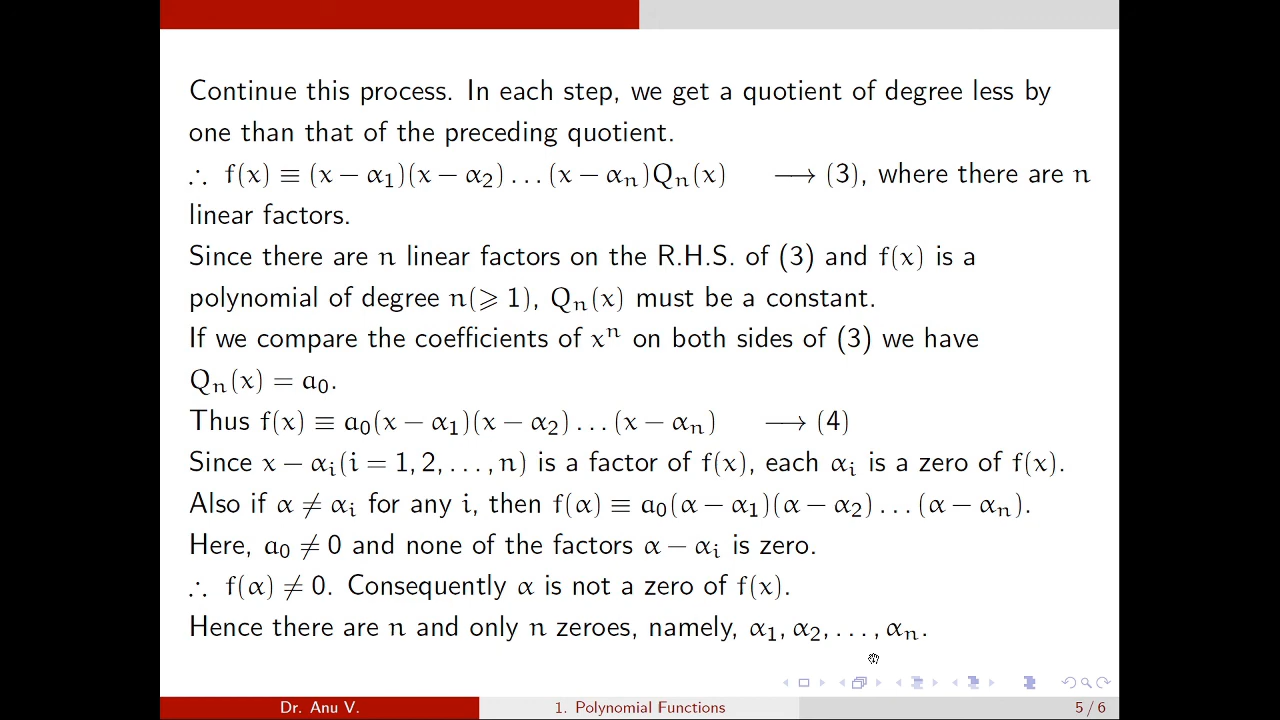 Continue this process. In each step, we get a quotient of degree less by
one than that of the preceding quotient.
∴ f(x) ≡ (x − α₁)(x − α₂) . . . (x − αₙ)Qₙ(x) ⟶ (3), where there are n
linear factors.
Since there are n linear factors on the R.H.S. of (3) and f(x) is a
polynomial of degree n(⩾ 1), Qₙ(x) must be a constant.
If we compare the coefficients of xⁿ on both sides of (3) we have
Qₙ(x) = a₀.
Thus f(x) ≡ a₀(x − α₁)(x − α₂) . . . (x − αₙ) ⟶ (4)
Since x − αᵢ(i = 1, 2, . . . , n) is a factor of f(x), each αᵢ is a zero of f(x).
Also if α ≠ αᵢ for any i, then f(α) ≡ a₀(α − α₁)(α − α₂) . . . (α − αₙ).
Here, a₀ ≠ 0 and none of the factors α − αᵢ is zero.
∴ f(α) ≠ 0. Consequently α is not a zero of f(x).
Hence there are n and only n zeroes, namely, α₁, α₂, . . . , αₙ.
Dr. Anu V. 1. Polynomial Functions 5 / 6